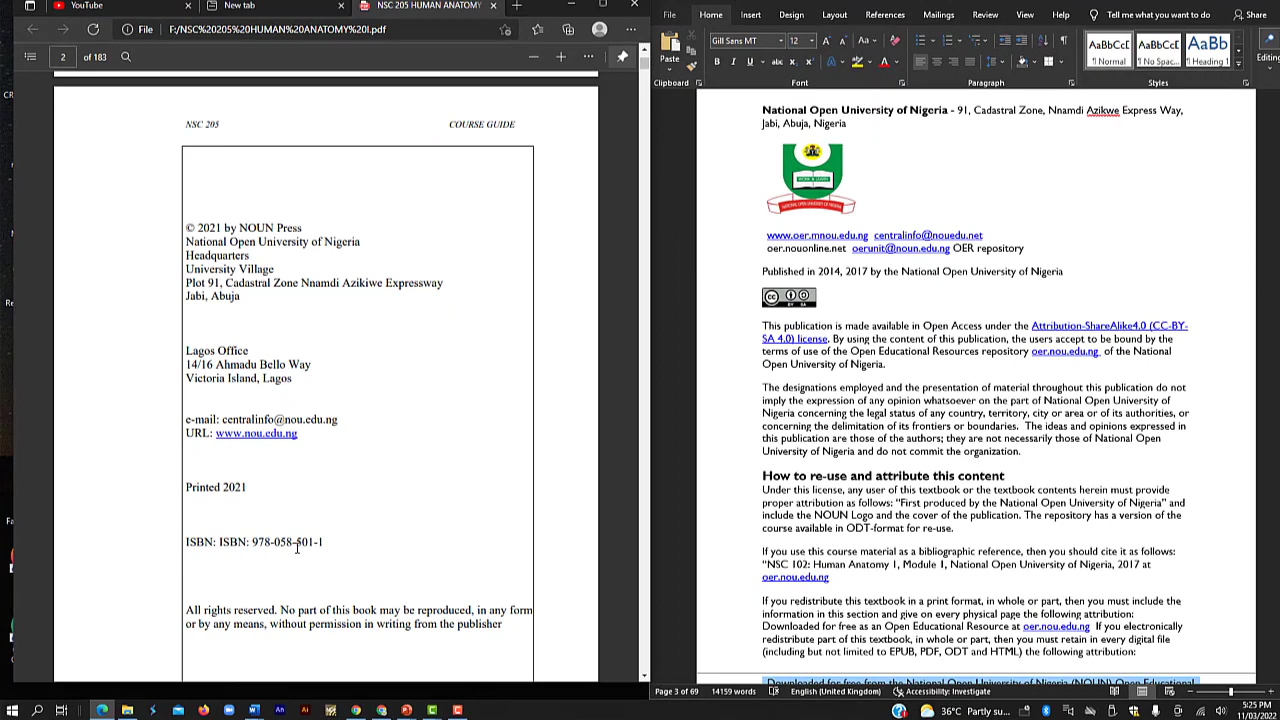 YouTube
New tab
NSC 205 HUMAN ANATOMY
File F:/NSC%20205%20HUMAN%20ANATOMY%20I.pdf
2 of 183
NSC 205 COURSE GUIDE
© 2021 by NOUN Press
National Open University of Nigeria
Headquarters
University Village
Plot 91, Cadastral Zone Nnamdi Azikiwe Expressway
Jabi, Abuja
Lagos Office
14/16 Ahmadu Bello Way
Victoria Island, Lagos
e-mail: centralinfo@nou.edu.ng
URL: www.nou.edu.ng
Printed 2021
ISBN: ISBN: 978-058-501-1
All rights reserved. No part of this book may be reproduced, in any form
or by any means, without permission in writing from the publisher
File Home Insert Design Layout References Mailings Review View Help Tell me what you want to do Share
Paste
Gill Sans MT 12
AaBbCcD AaBbCcD AaBb
¶ Normal ¶ No Spac... Heading 1
Editing
Clipboard Font Paragraph Styles
National Open University of Nigeria - 91, Cadastral Zone, Nnamdi Azikwe Express Way,
Jabi, Abuja, Nigeria
www.oer.mnou.edu.ng centralinfo@nouedu.net
oer.nouonline.net oerunit@noun.edu.ng OER repository
Published in 2014, 2017 by the National Open University of Nigeria
cc
BY SA
This publication is made available in Open Access under the Attribution-ShareAlike4.0 (CC-BY-
SA 4.0) license. By using the content of this publication, the users accept to be bound by the
terms of use of the Open Educational Resources repository oer.nou.edu.ng of the National
Open University of Nigeria.
The designations employed and the presentation of material throughout this publication do not
imply the expression of any opinion whatsoever on the part of National Open University of
Nigeria concerning the legal status of any country, territory, city or area or of its authorities, or
concerning the delimitation of its frontiers or boundaries. The ideas and opinions expressed in
this publication are those of the authors; they are not necessarily those of National Open
University of Nigeria and do not commit the organization.
How to re-use and attribute this content
Under this license, any user of this textbook or the textbook contents herein must provide
proper attribution as follows: “First produced by the National Open University of Nigeria” and
include the NOUN Logo and the cover of the publication. The repository has a version of the
course available in ODT-format for re-use.
If you use this course material as a bibliographic reference, then you should cite it as follows:
“NSC 102: Human Anatomy 1, Module 1, National Open University of Nigeria, 2017 at
oer.nou.edu.ng
If you redistribute this textbook in a print format, in whole or part, then you must include the
information in this section and give on every physical page the following attribution:
Downloaded for free as an Open Educational Resource at oer.nou.edu.ng If you electronically
redistribute part of this textbook, in whole or part, then you must retain in every digital file
(including but not limited to EPUB, PDF, ODT and HTML) the following attribution:
Downloaded for free from the National Open University of Nigeria (NOUN) Open Educational
Page 3 of 69 14159 words English (United Kingdom) Accessibility: Investigate
36°C Partly su...
5:25 PM
11/03/2022